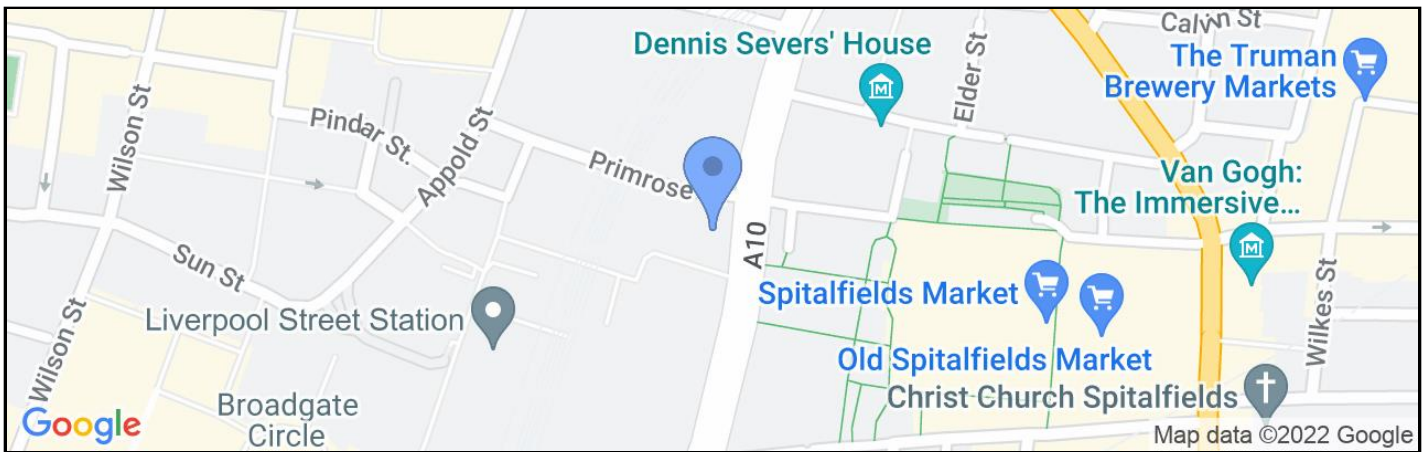 Calvin St
Dennis Severs' House
Elder St
The Truman
Brewery Markets
Wilson St
Pindar St.
Appold St
Primrose
Van Gogh:
The Immersive...
A10
Sun St
Spitalfields Market
Liverpool Street Station
Wilkes St
Wilson St
Old Spitalfields Market
Christ Church Spitalfields
Broadgate
Circle
Google
Map data ©2022 Google